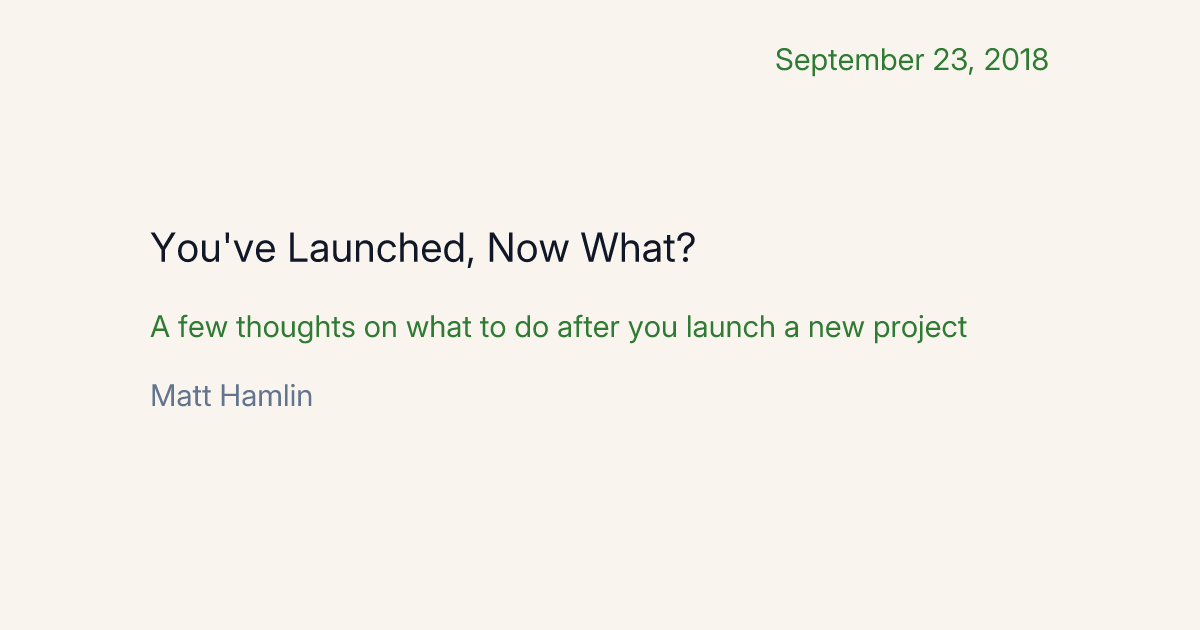 September 23, 2018
You've Launched, Now What?
A few thoughts on what to do after you launch a new project
Matt Hamlin